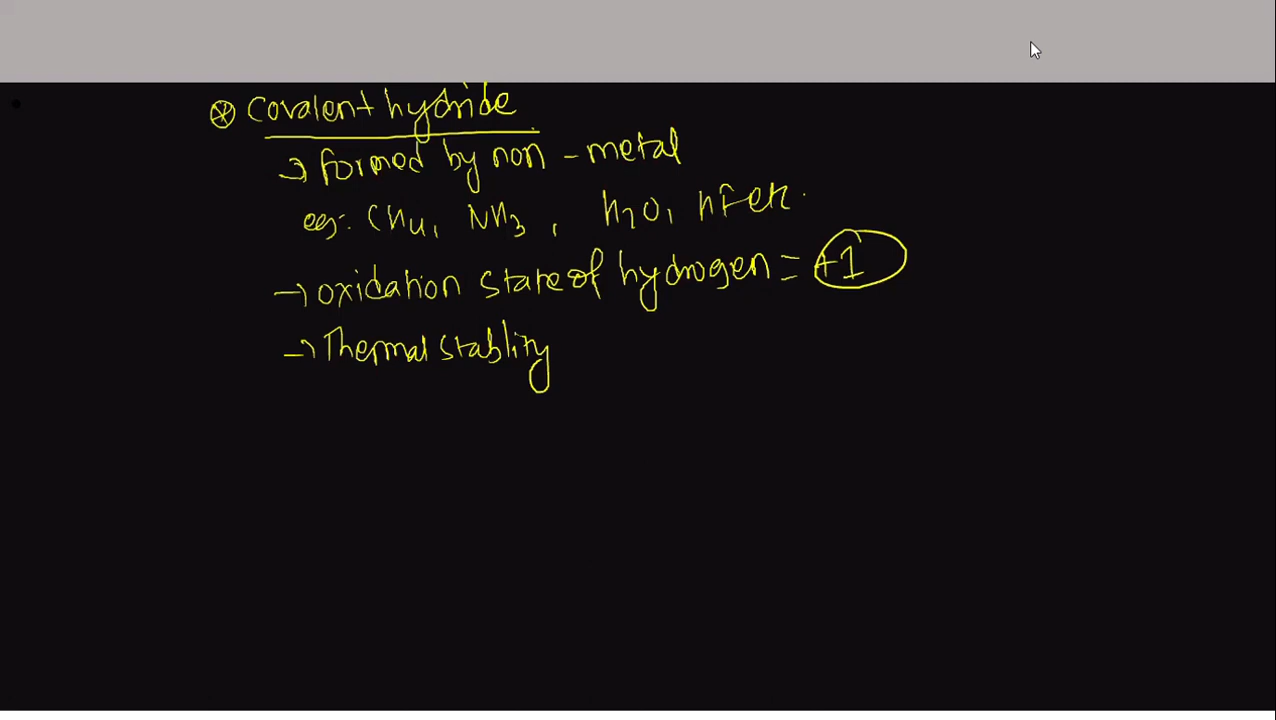 ⊛ Covalent hydride
→ formed by non - metal
eg:- CH4, NH3, H2O, HF etc.
→ oxidation state of hydrogen = +1
→ Thermal stablity